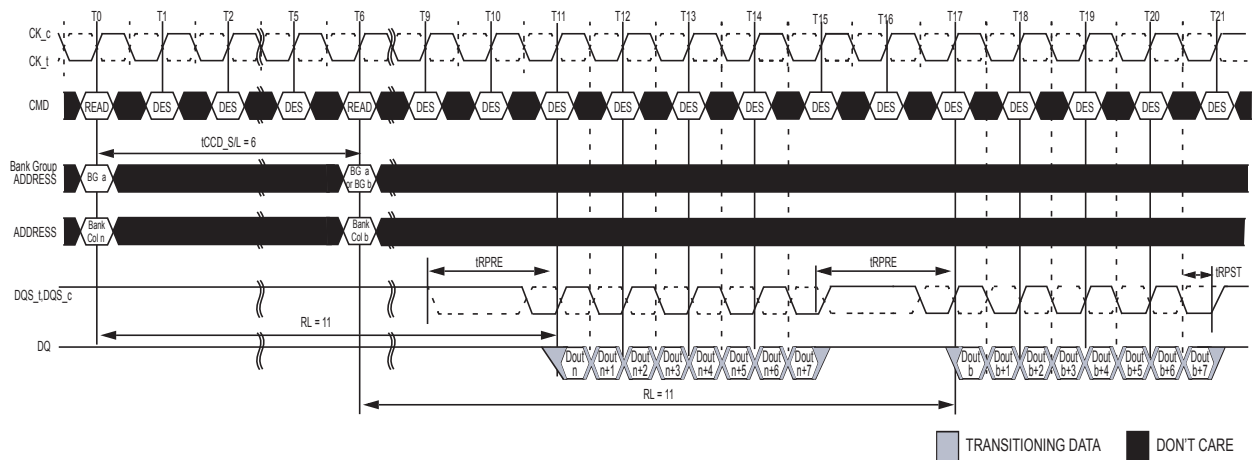 T0 T1 T2 T5 T6 T9 T10 T11 T12 T13 T14 T15 T16 T17 T18 T19 T20 T21
CK_c
CK_t
CMD READ DES DES DES READ DES DES DES DES DES DES DES DES DES DES DES DES DES
tCCD_S/L = 6
Bank Group
ADDRESS
BG a
BG a
or BG b
ADDRESS
Bank
Col n
Bank
Col b
tRPRE tRPRE tRPST
DQS_t,DQS_c
RL = 11
DQ
Dout Dout Dout Dout Dout Dout Dout Dout Dout Dout Dout Dout Dout Dout Dout Dout
n n+1 n+2 n+3 n+4 n+5 n+6 n+7 b b+1 b+2 b+3 b+4 b+5 b+6 b+7
RL = 11
TRANSITIONING DATA DON'T CARE